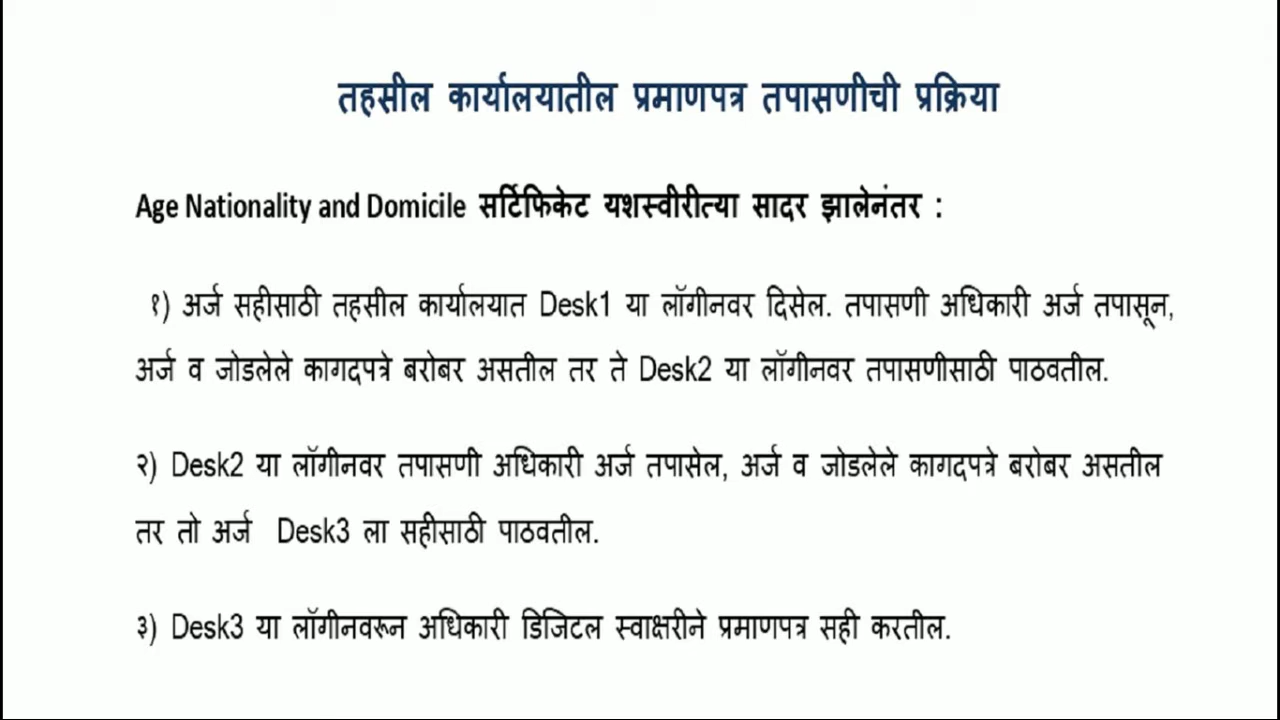 तहसील कार्यालयातील प्रमाणपत्र तपासणीची प्रक्रिया
Age Nationality and Domicile सर्टिफिकेट यशस्वीरीत्या सादर झालेनंतर :
१) अर्ज सहीसाठी तहसील कार्यालयात Desk1 या लॉगीनवर दिसेल. तपासणी अधिकारी अर्ज तपासून,
अर्ज व जोडलेले कागदपत्रे बरोबर असतील तर ते Desk2 या लॉगीनवर तपासणीसाठी पाठवतील.
२) Desk2 या लॉगीनवर तपासणी अधिकारी अर्ज तपासेल, अर्ज व जोडलेले कागदपत्रे बरोबर असतील
तर तो अर्ज Desk3 ला सहीसाठी पाठवतील.
३) Desk3 या लॉगीनवरून अधिकारी डिजिटल स्वाक्षरीने प्रमाणपत्र सही करतील.